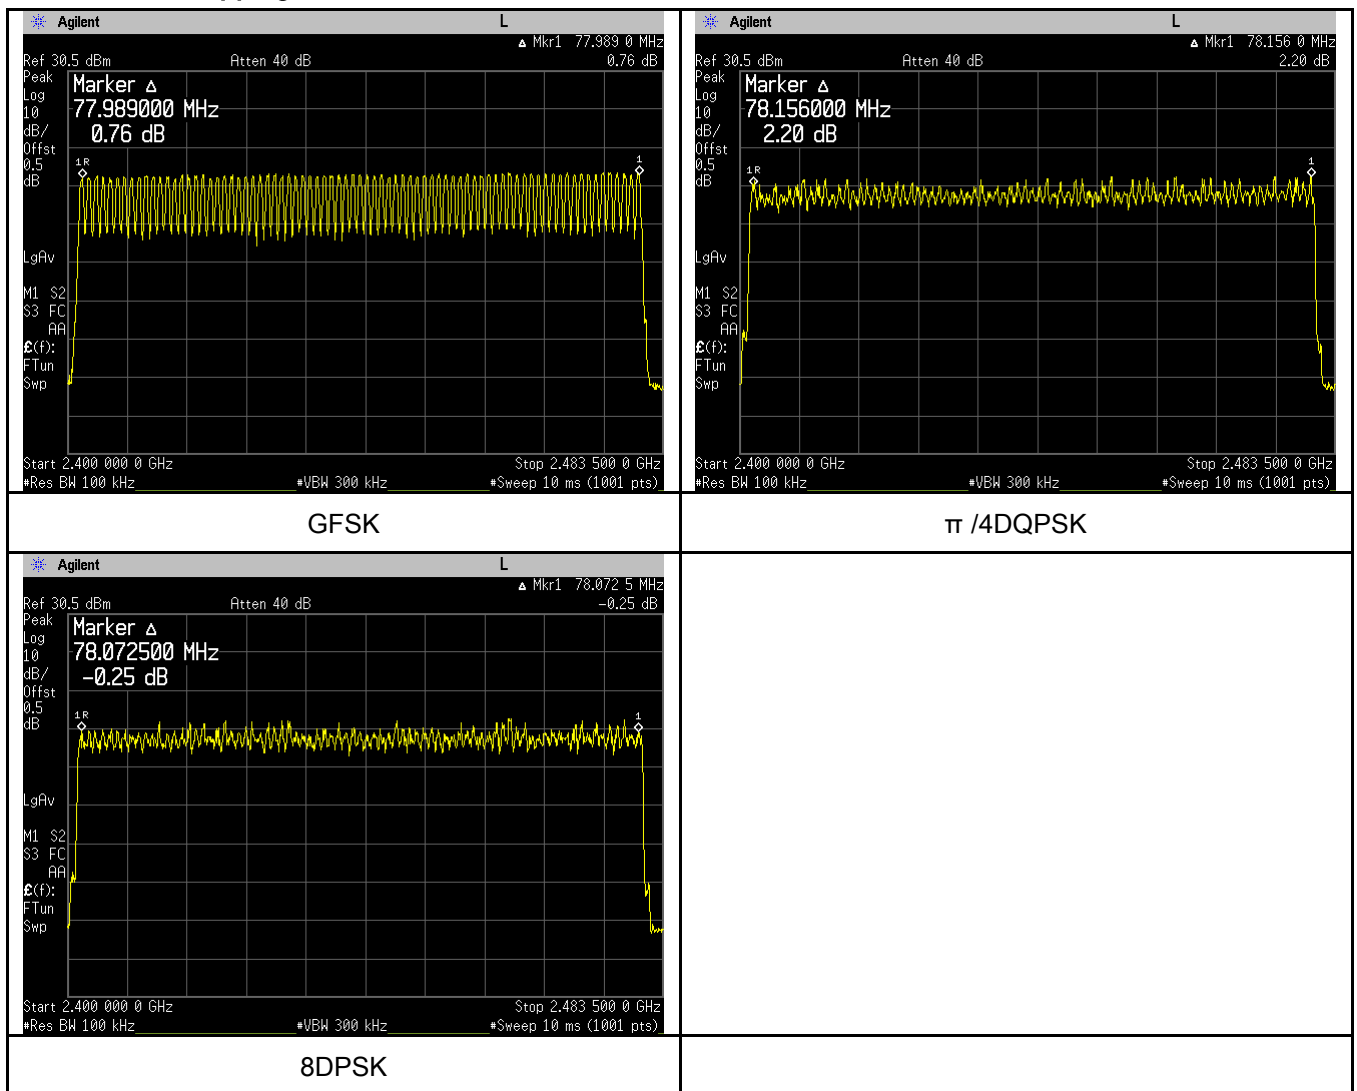 Agilent L
Δ Mkr1 77.989 0 MHz
Ref 30.5 dBm Atten 40 dB 0.76 dB
Peak
Log
10
dB/
Offst
0.5
dB
Marker Δ
77.989000 MHz
0.76 dB
1R
1
LgAv
M1 S2
S3 FC
AA
£(f):
FTun
Swp
Start 2.400 000 0 GHz Stop 2.483 500 0 GHz
#Res BW 100 kHz #VBW 300 kHz #Sweep 10 ms (1001 pts)
GFSK
Agilent L
Δ Mkr1 78.156 0 MHz
Ref 30.5 dBm Atten 40 dB 2.20 dB
Peak
Log
10
dB/
Offst
0.5
dB
Marker Δ
78.156000 MHz
2.20 dB
1R
1
LgAv
M1 S2
S3 FC
AA
£(f):
FTun
Swp
Start 2.400 000 0 GHz Stop 2.483 500 0 GHz
#Res BW 100 kHz #VBW 300 kHz #Sweep 10 ms (1001 pts)
π /4DQPSK
Agilent L
Δ Mkr1 78.072 5 MHz
Ref 30.5 dBm Atten 40 dB -0.25 dB
Peak
Log
10
dB/
Offst
0.5
dB
Marker Δ
78.072500 MHz
-0.25 dB
1R
1
LgAv
M1 S2
S3 FC
AA
£(f):
FTun
Swp
Start 2.400 000 0 GHz Stop 2.483 500 0 GHz
#Res BW 100 kHz #VBW 300 kHz #Sweep 10 ms (1001 pts)
8DPSK